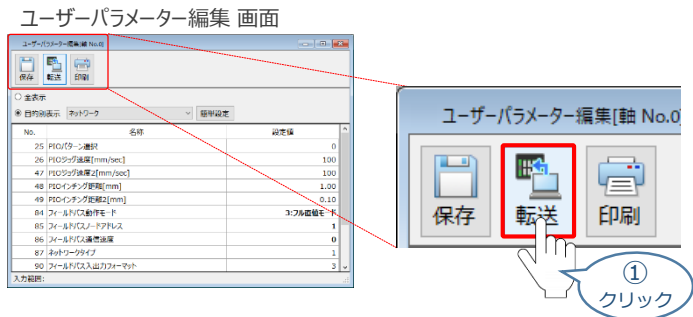 ユーザーパラメーター編集 画面
ユーザーパラメーター編集[軸 No.0]
保存 転送 印刷
全表示
目的別表示 ネットワーク 簡単設定
No. 名称 設定値
25 PIOパターン選択 0
26 PIOジョグ速度[mm/sec] 100
47 PIOジョグ速度2[mm/sec] 100
48 PIOインチング距離[mm] 1.00
49 PIOインチング距離2[mm] 0.10
84 フィールドバス動作モード 3:フル直値モード
85 フィールドバスノードアドレス 1
86 フィールドバス通信速度 0
87 ネットワークタイプ 1
90 フィールドバス入出力フォーマット 3
入力範囲:
ユーザーパラメーター編集[軸 No.0]
保存 転送 印刷
①
クリック